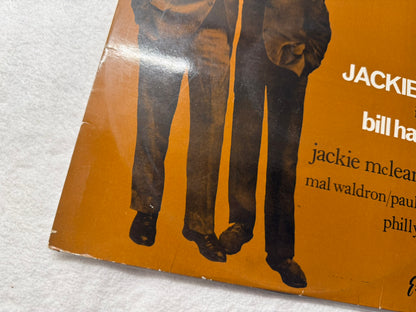 JACKIE
bill ha
jackie mclean
mal waldron/paul
philly